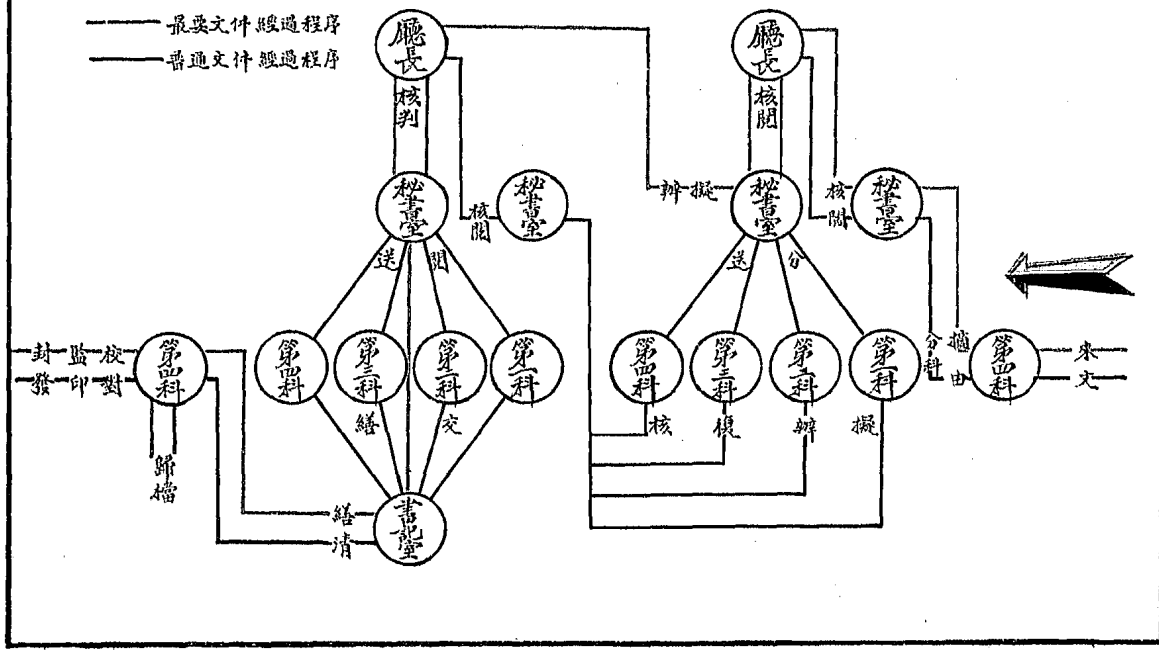 最要文件經過程序
普通文件經過程序
廳長
核閱
秘書室
核閱
秘書室
分送
擬辦
來文
第四科
摘由
分科
第一科
第二科
第三科
第四科
擬辦
復核
秘書室
核閱
廳長
核判
秘書室
閱送
第一科
第二科
第三科
第四科
交繕
書記室
繕清
第四科
校對
監印
封發
歸檔